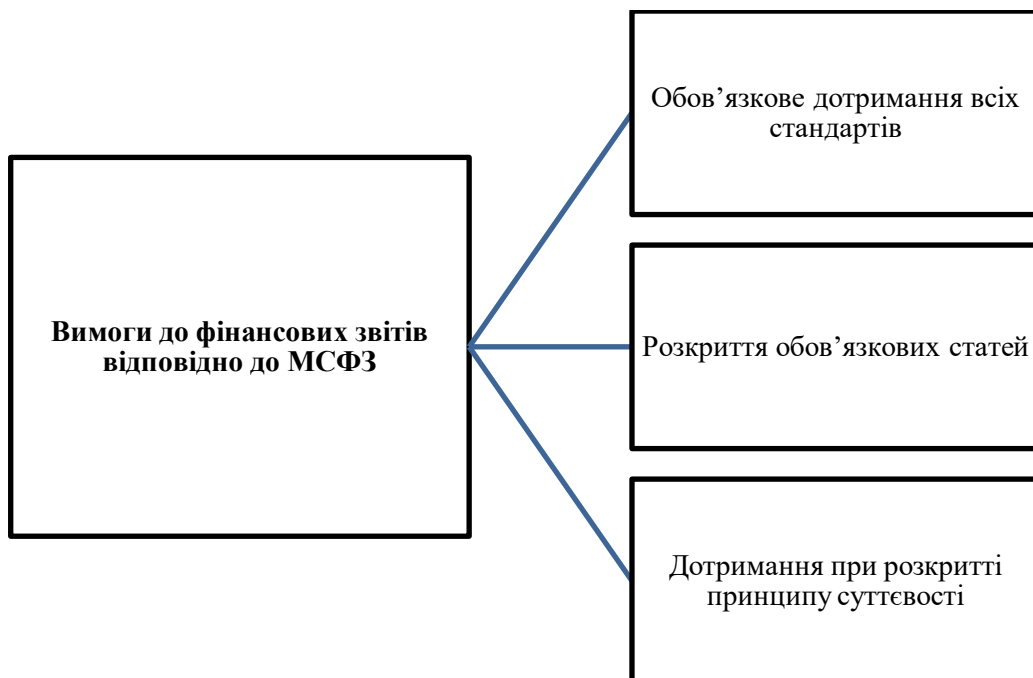 Обов’язкове дотримання всіх
стандартів
Вимоги до фінансових звітів
відповідно до МСФЗ
Розкриття обов’язкових статей
Дотримання при розкритті
принципу суттєвості